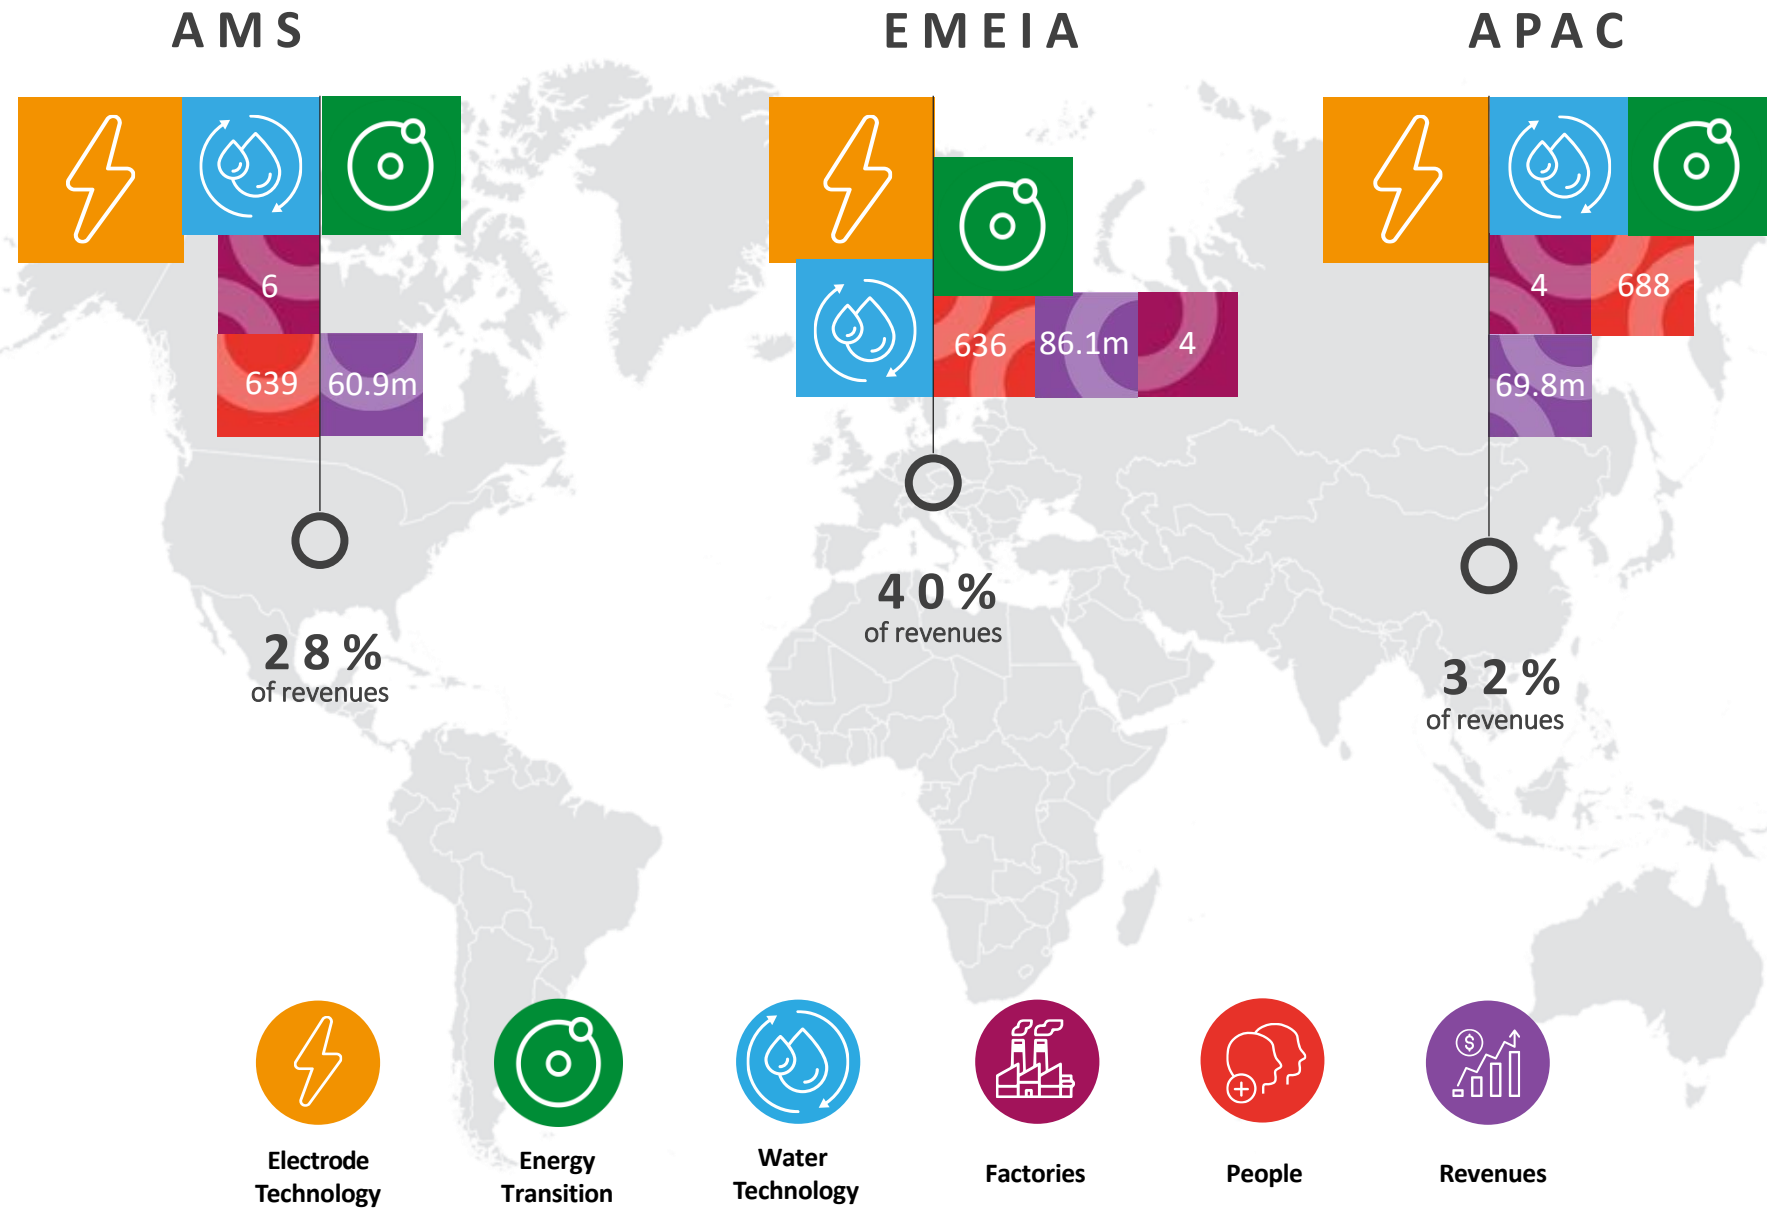 AMS
EMEIA
APAC
6
639
60.9m
636
86.1m
4
4
688
69.8m
28%
of revenues
40%
of revenues
32%
of revenues
$
Electrode
Technology
Energy
Transition
Water
Technology
Factories
People
Revenues